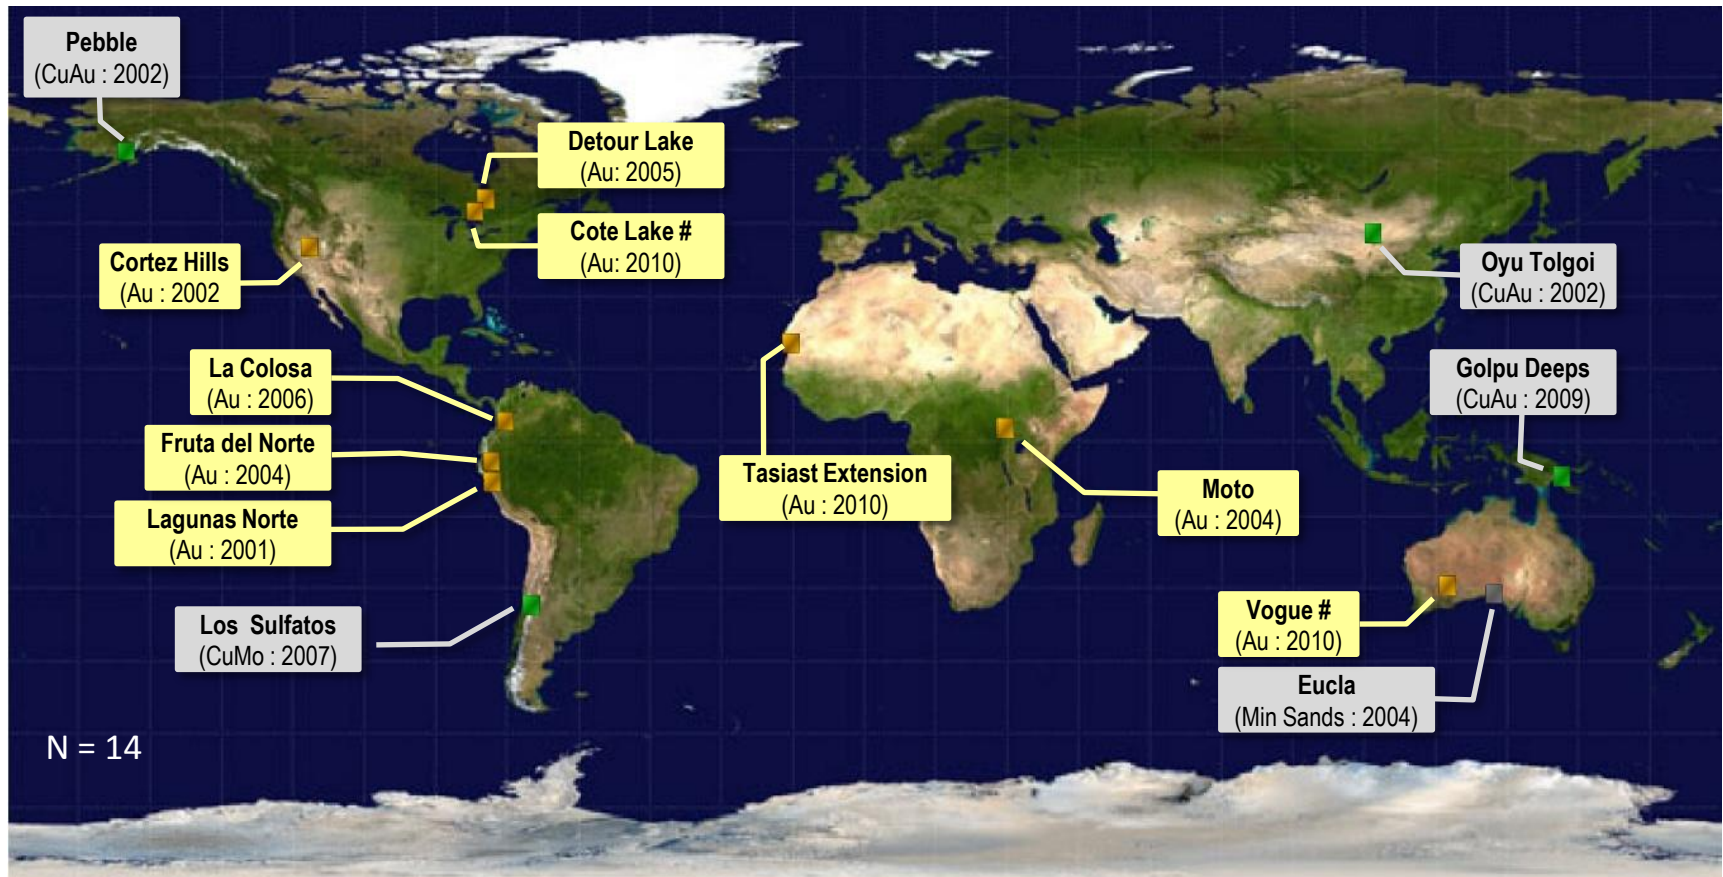 Pebble
(CuAu : 2002)
Detour Lake
(Au: 2005)
Cote Lake #
(Au: 2010)
Cortez Hills
(Au : 2002
Oyu Tolgoi
(CuAu : 2002)
La Colosa
(Au : 2006)
Golpu Deeps
(CuAu : 2009)
Fruta del Norte
(Au : 2004)
Tasiast Extension
(Au : 2010)
Moto
(Au : 2004)
Lagunas Norte
(Au : 2001)
Los Sulfatos
(CuMo : 2007)
Vogue #
(Au : 2010)
Eucla
(Min Sands : 2004)
N = 14